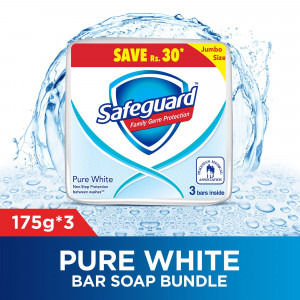 SAVE Rs. 30*
Jumbo
Size
Safeguard
Family Germ Protection
Pure White
Non-Stop Protection
between washes**
3 bars inside
175g*3
PURE WHITE
BAR SOAP BUNDLE